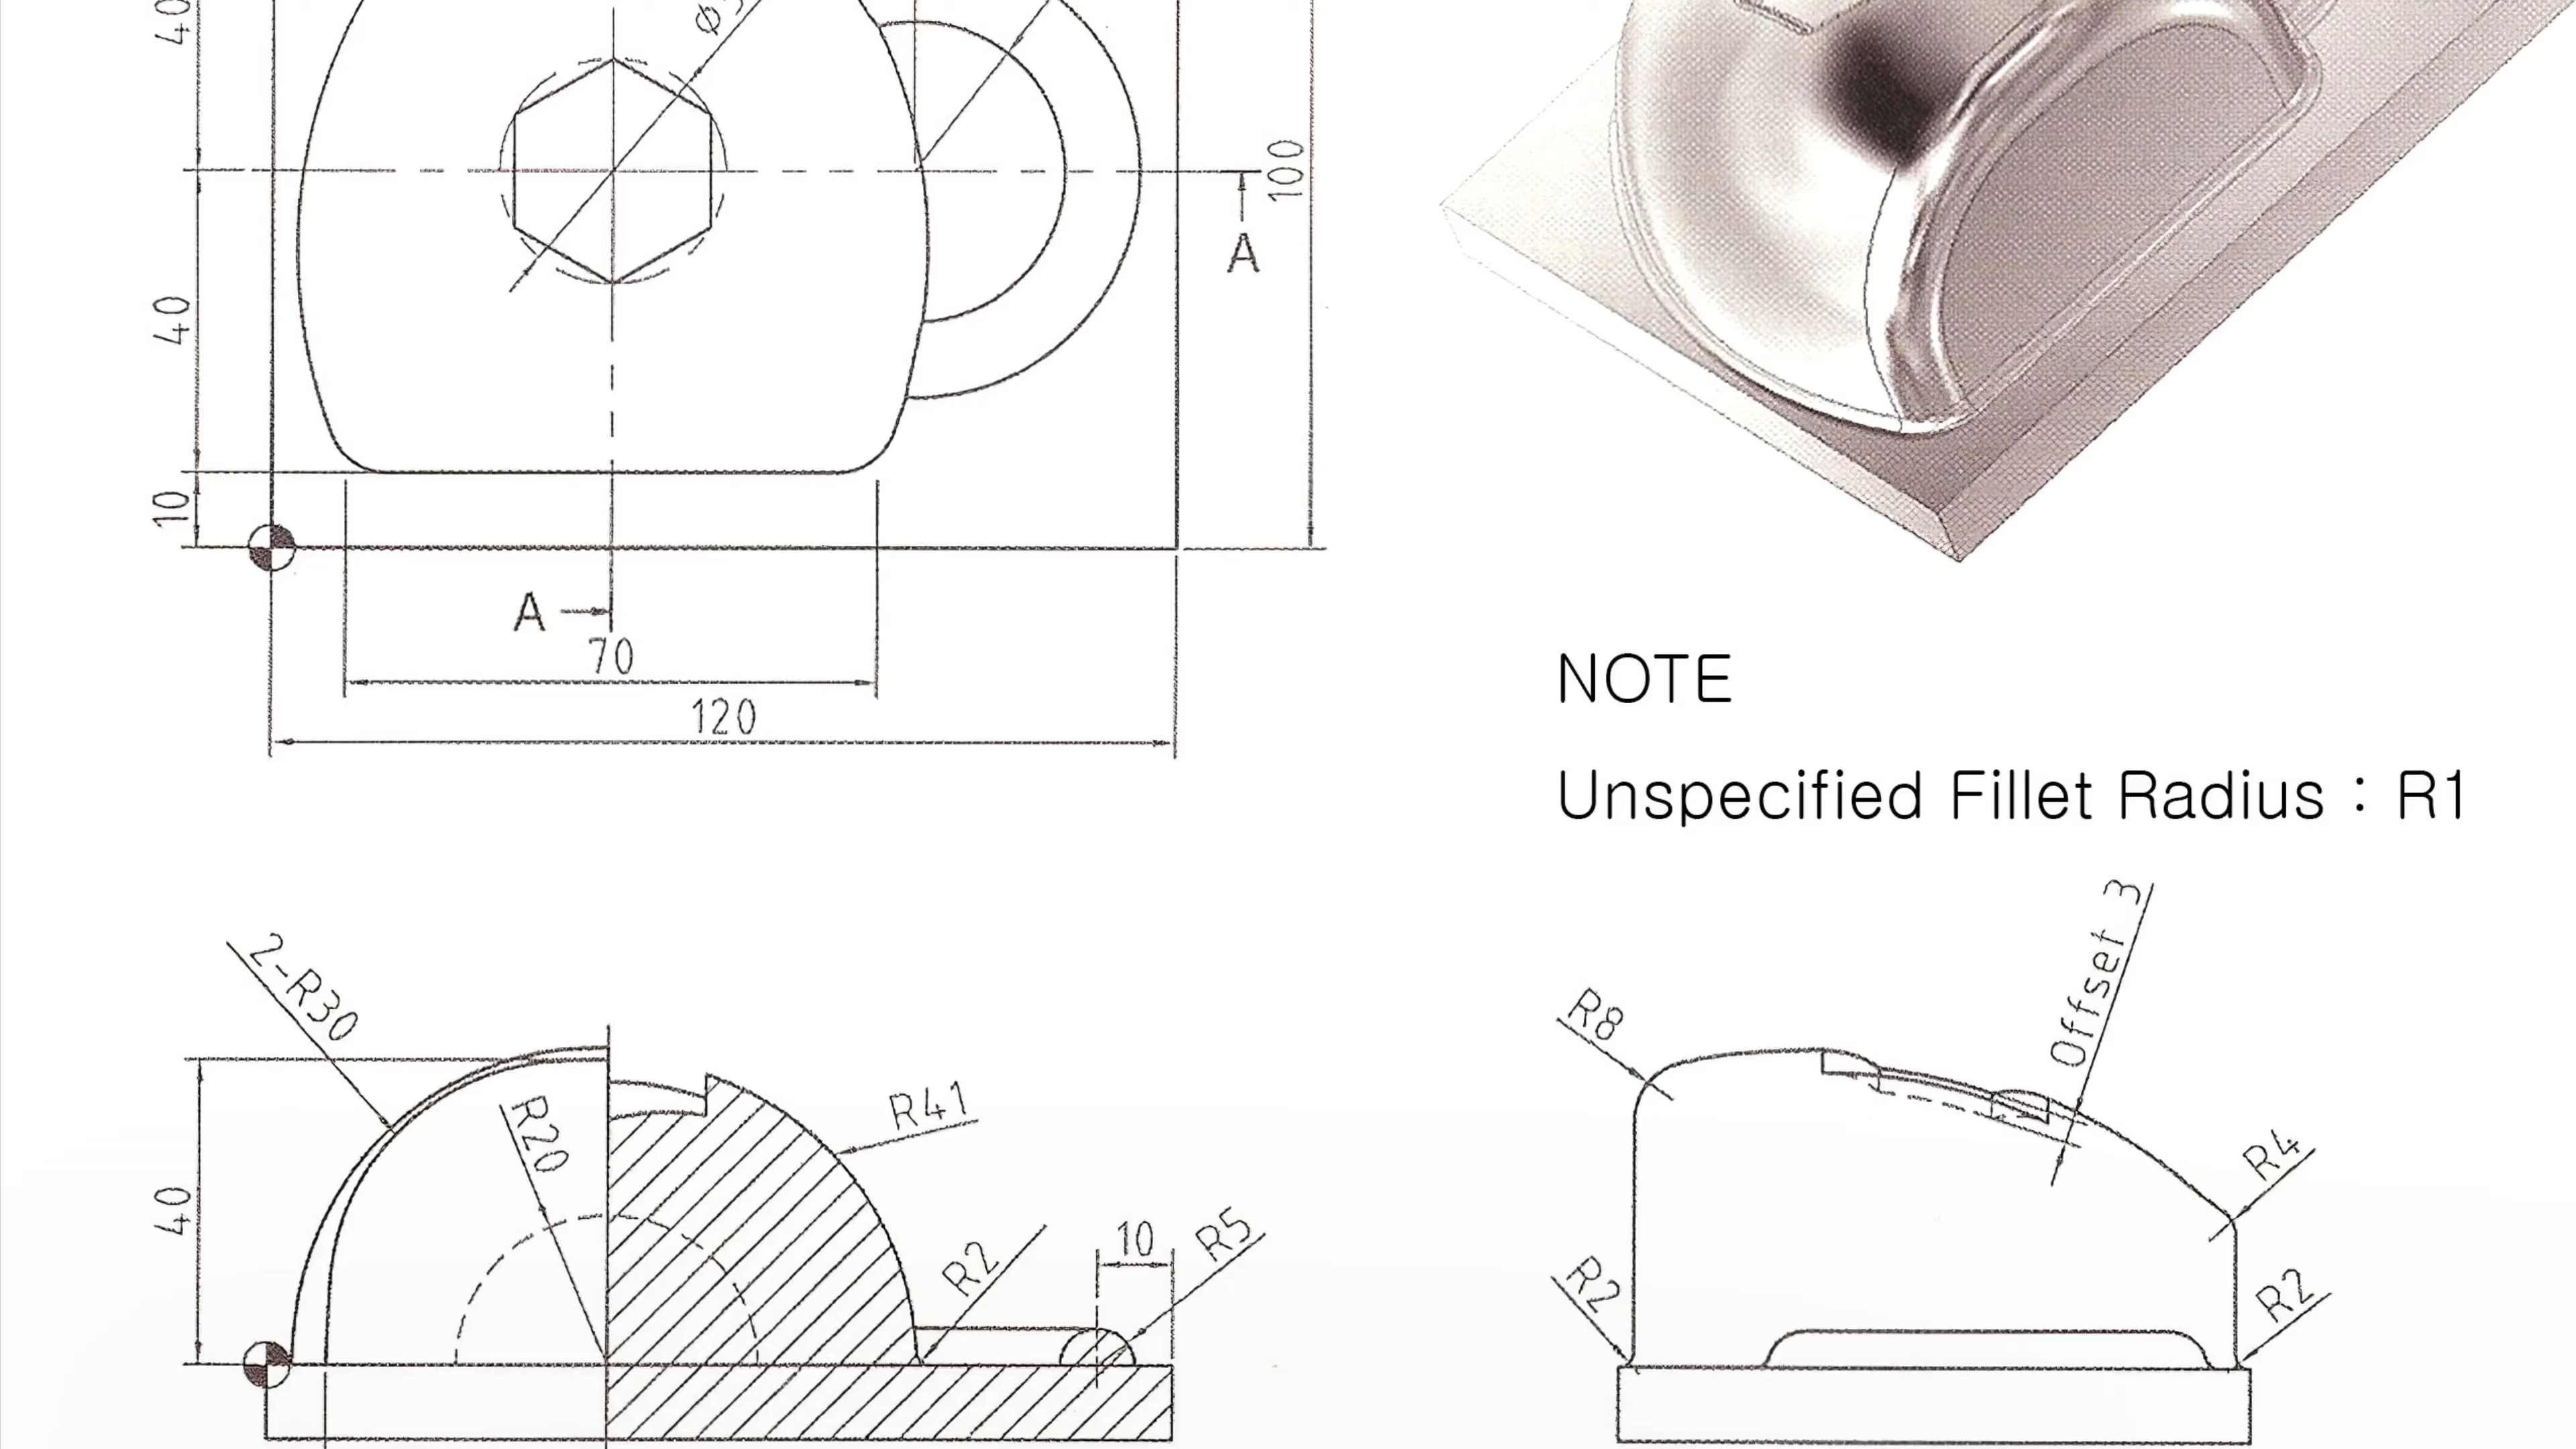 40
40
10
100
A
A
70
120
NOTE
Unspecified Fillet Radius : R1
2-R30
R20
R41
40
R2
10
R5
R8
Offset 3
R4
R2
R2